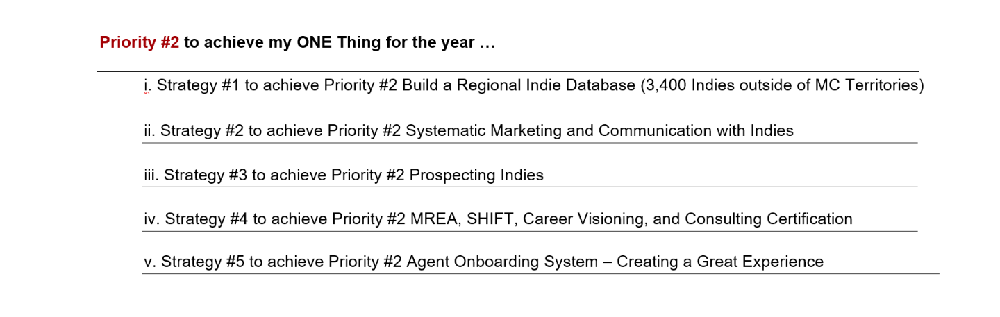 Priority #2 to achieve my ONE Thing for the year …
i. Strategy #1 to achieve Priority #2 Build a Regional Indie Database (3,400 Indies outside of MC Territories)
ii. Strategy #2 to achieve Priority #2 Systematic Marketing and Communication with Indies
iii. Strategy #3 to achieve Priority #2 Prospecting Indies
iv. Strategy #4 to achieve Priority #2 MREA, SHIFT, Career Visioning, and Consulting Certification
v. Strategy #5 to achieve Priority #2 Agent Onboarding System – Creating a Great Experience